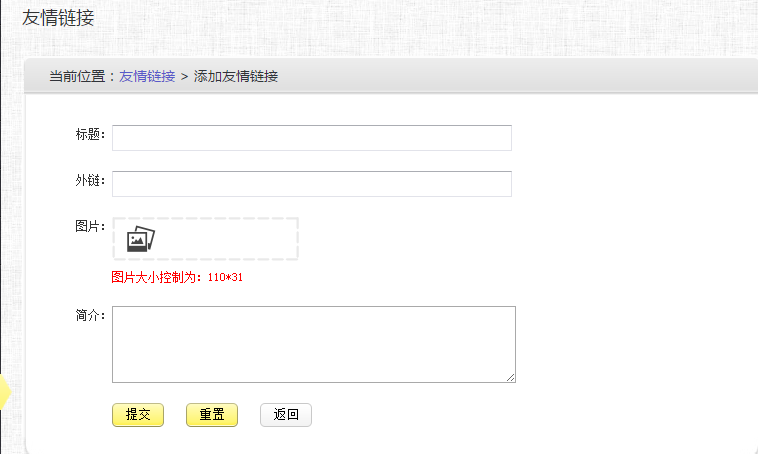 友情链接
当前位置：友情链接 > 添加友情链接
标题：
外链：
图片：
图片大小控制为：110*31
简介：
提交 重置 返回